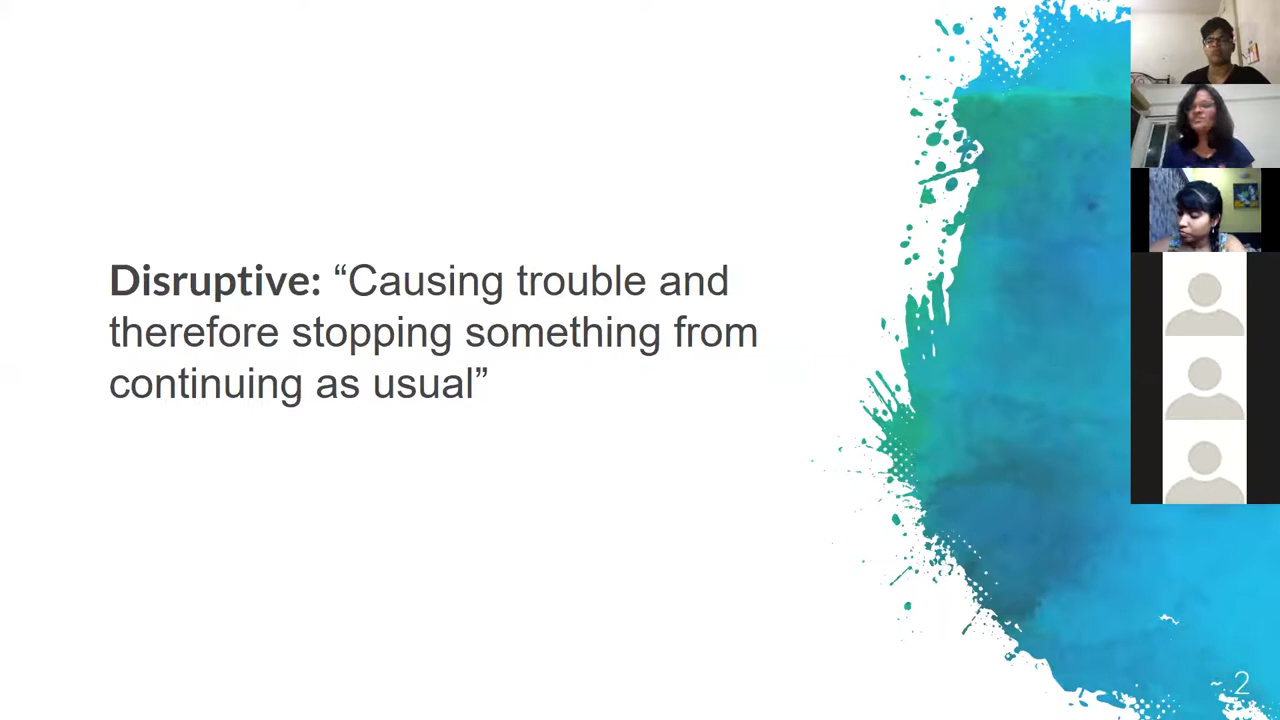 Disruptive: “Causing trouble and
therefore stopping something from
continuing as usual”
~ 2